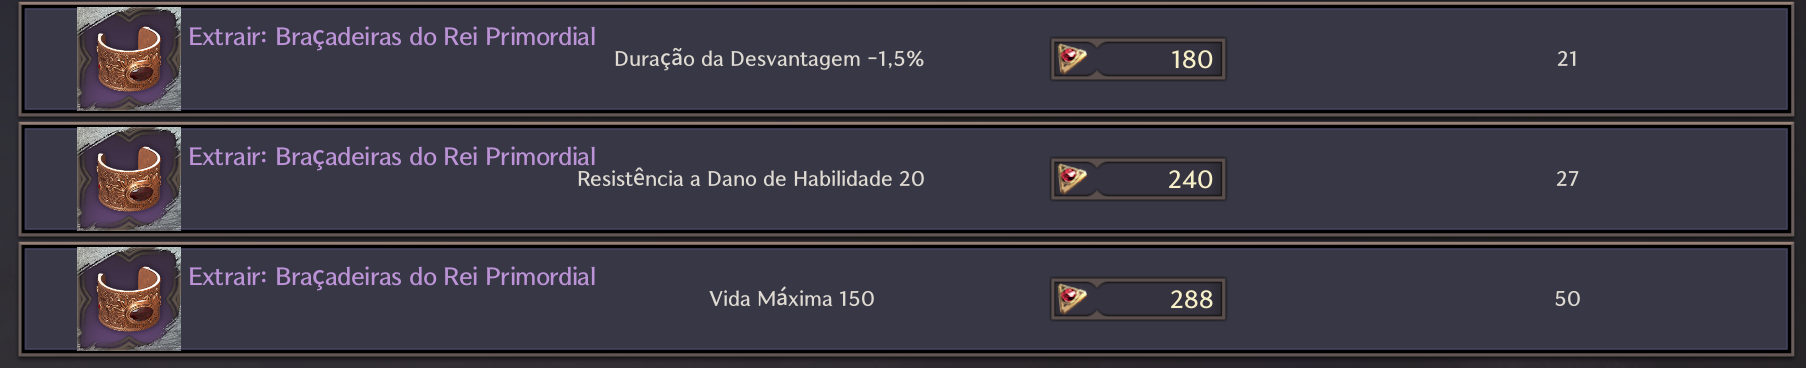 Extrair: Braçadeiras do Rei Primordial
Duração da Desvantagem -1,5%
180
21
Extrair: Braçadeiras do Rei Primordial
Resistência a Dano de Habilidade 20
240
27
Extrair: Braçadeiras do Rei Primordial
Vida Máxima 150
288
50